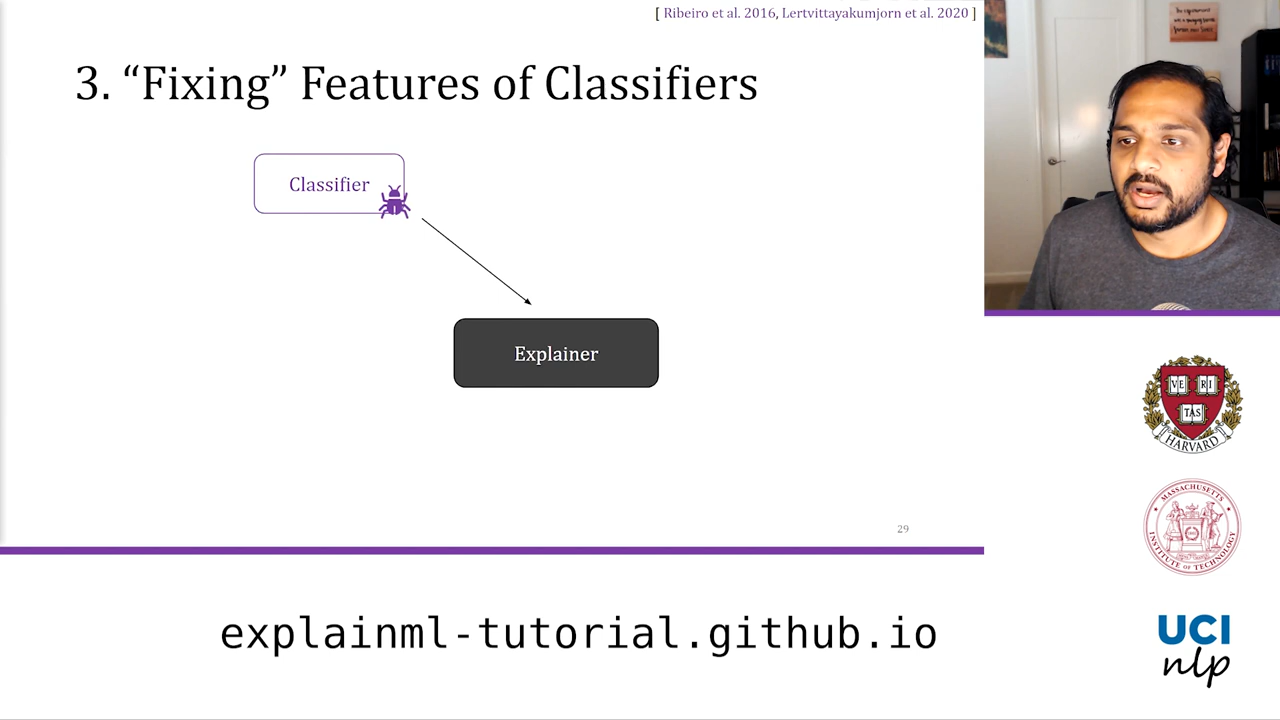 [ Ribeiro et al. 2016, Lertvittayakumjorn et al. 2020 ]
3. “Fixing” Features of Classifiers
Classifier
Explainer
29
VE RI
TAS
HARVARD
MASSACHUSETTS
INSTITUTE OF TECHNOLOGY
UCI
nlp
explainml-tutorial.github.io